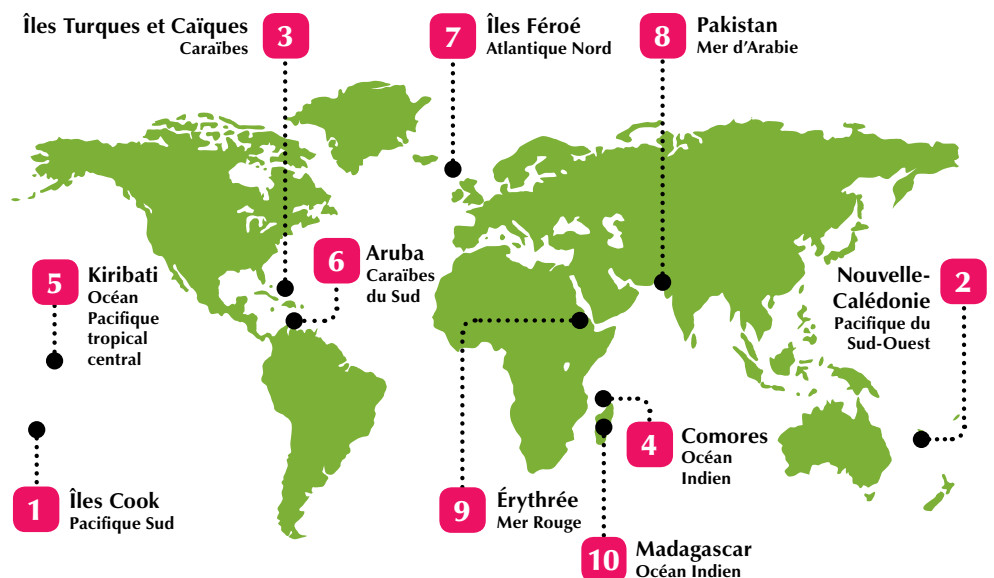 Îles Turques et Caïques
Caraïbes
3
7
Îles Féroé
Atlantique Nord
8
Pakistan
Mer d'Arabie
5
Kiribati
Océan
Pacifique
tropical
central
6
Aruba
Caraïbes
du Sud
Nouvelle-
Calédonie
Pacifique du
Sud-Ouest
2
1
Îles Cook
Pacifique Sud
9
Érythrée
Mer Rouge
4
Comores
Océan
Indien
10
Madagascar
Océan Indien